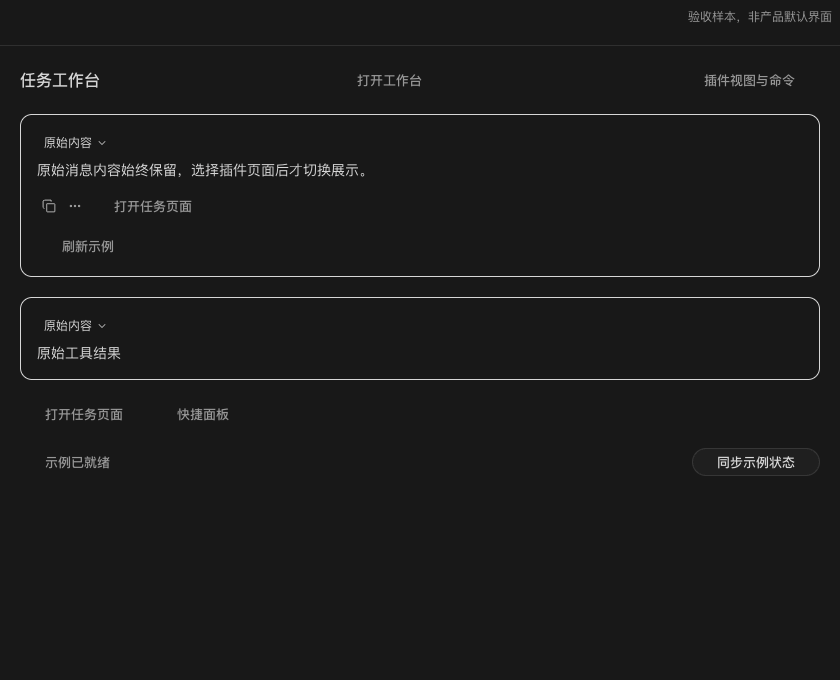 验收样本，非产品默认界面
任务工作台 打开工作台 插件视图与命令
原始内容
原始消息内容始终保留，选择插件页面后才切换展示。
打开任务页面
刷新示例
原始内容
原始工具结果
打开任务页面 快捷面板
示例已就绪 同步示例状态